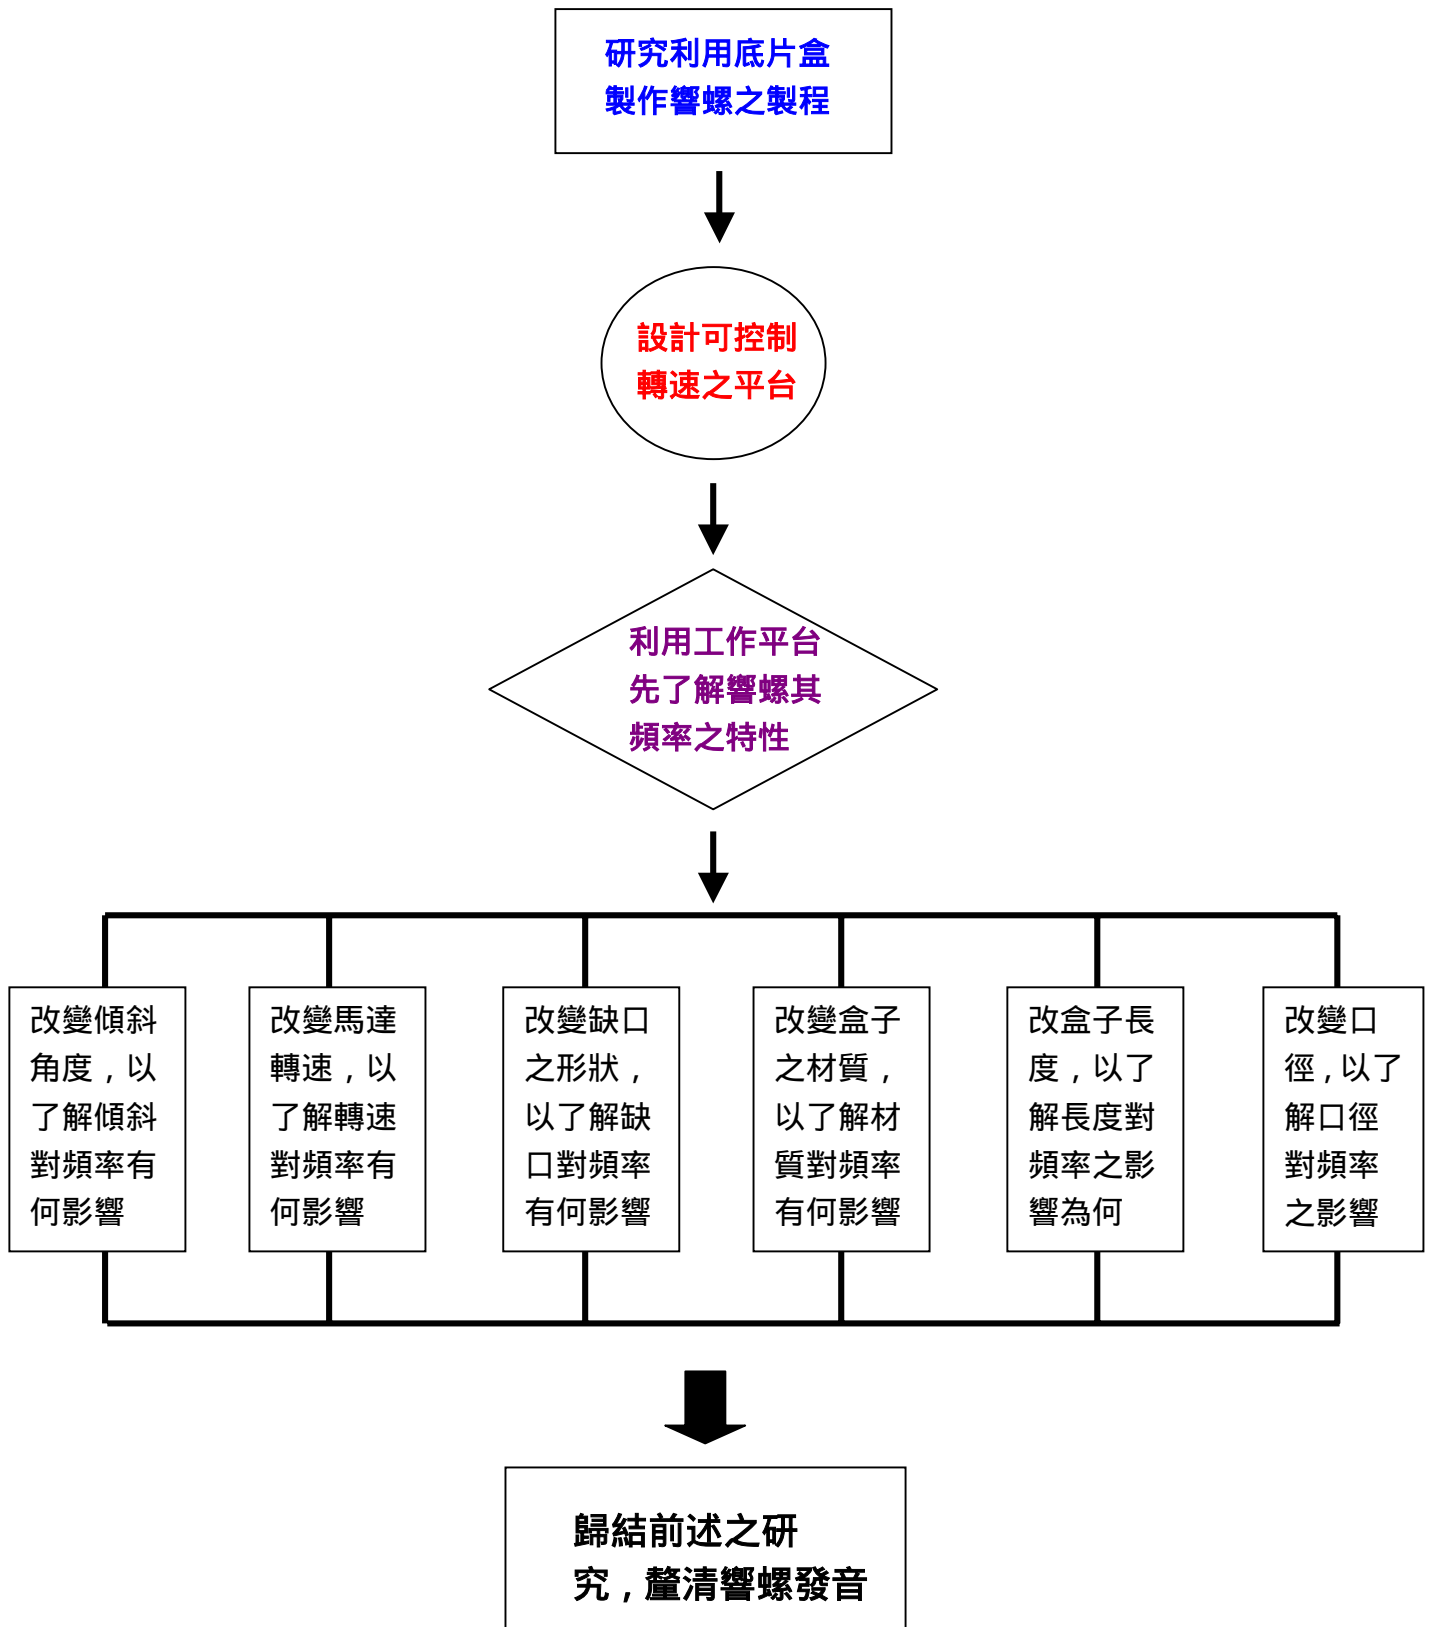 研究利用底片盒
製作響螺之製程
設計可控制
轉速之平台
利用工作平台
先了解響螺其
頻率之特性
改變傾斜
角度，以
了解傾斜
對頻率有
何影響
改變馬達
轉速，以
了解轉速
對頻率有
何影響
改變缺口
之形狀，
以了解缺
口對頻率
有何影響
改變盒子
之材質，
以了解材
質對頻率
有何影響
改盒子長
度，以了
解長度對
頻率之影
響為何
改變口
徑，以了
解口徑
對頻率
之影響
歸結前述之研
究，釐清響螺發音